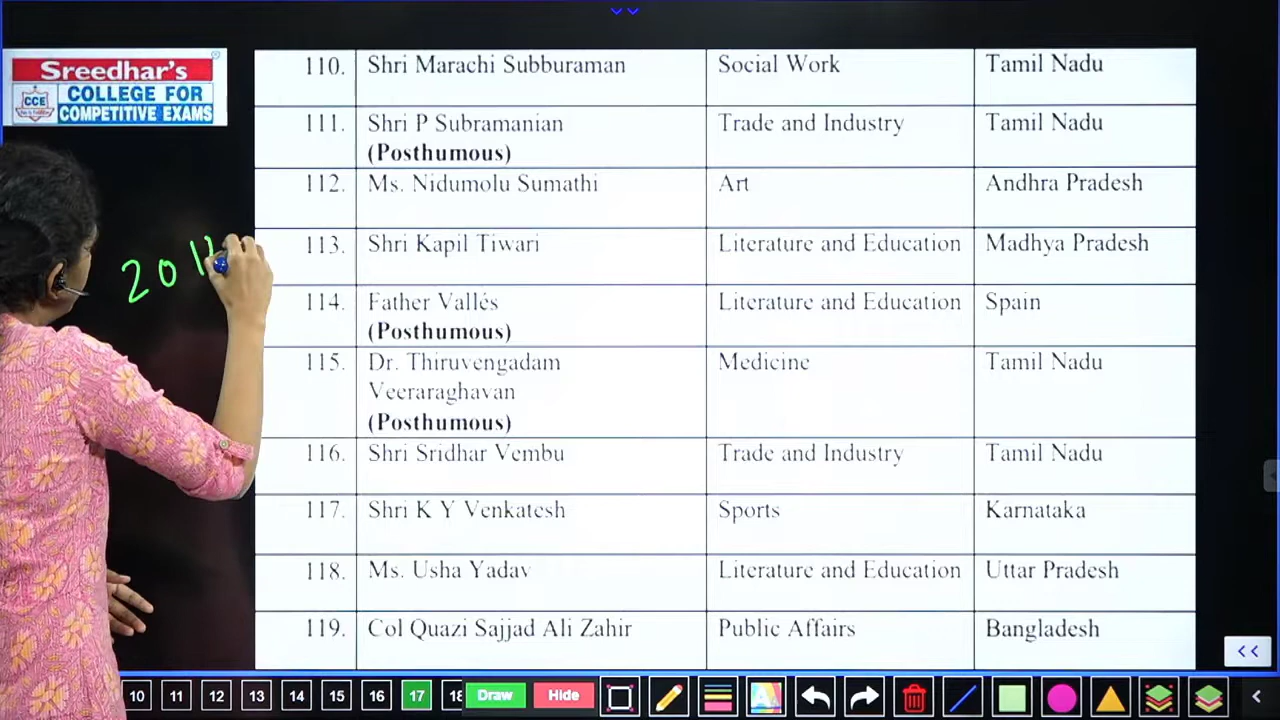 Sreedhar's
CCE
COLLEGE FOR
COMPETITIVE EXAMS
110. Shri Marachi Subburaman Social Work Tamil Nadu
111. Shri P Subramanian Trade and Industry Tamil Nadu
(Posthumous)
112. Ms. Nidumolu Sumathi Art Andhra Pradesh
113. Shri Kapil Tiwari Literature and Education Madhya Pradesh
114. Father Vallés Literature and Education Spain
(Posthumous)
115. Dr. Thiruvengadam Medicine Tamil Nadu
Veeraraghavan
(Posthumous)
116. Shri Sridhar Vembu Trade and Industry Tamil Nadu
117. Shri K Y Venkatesh Sports Karnataka
118. Ms. Usha Yadav Literature and Education Uttar Pradesh
119. Col Quazi Sajjad Ali Zahir Public Affairs Bangladesh
10 11 12 13 14 15 16 17 18 Draw Hide